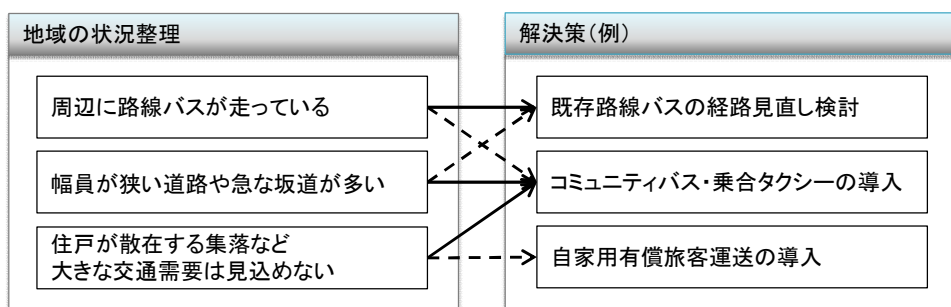 地域の状況整理
周辺に路線バスが走っている
幅員が狭い道路や急な坂道が多い
住戸が散在する集落など
大きな交通需要は見込めない
解決策(例)
既存路線バスの経路見直し検討
コミュニティバス・乗合タクシーの導入
自家用有償旅客運送の導入